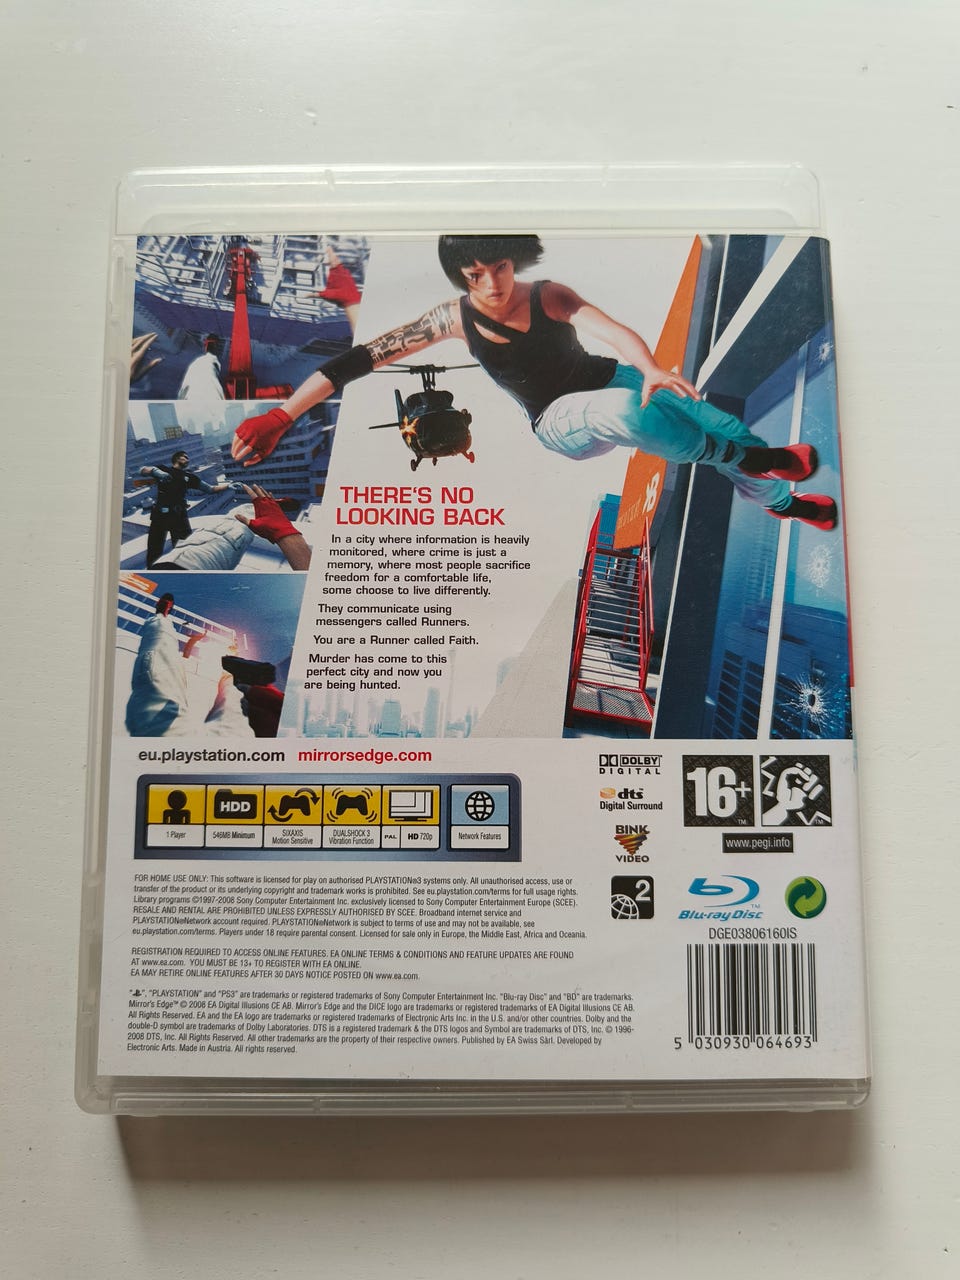 THERE'S NO
LOOKING BACK
In a city where information is heavily
monitored, where crime is just a
memory, where most people sacrifice
freedom for a comfortable life,
some choose to live differently.
They communicate using
messengers called Runners.
You are a Runner called Faith.
Murder has come to this
perfect city and now you
are being hunted.
eu.playstation.com mirrorsedge.com
DOLBY
DIGITAL
dts
Digital Surround
BINK
VIDEO
16+
TM
TM
www.pegi.info
HDD
1 Player
546MB Minimum
SIXAXIS
Motion Sensitive
DUALSHOCK 3
Vibration Function
PAL
HD 720p
Network Features
2
Blu-ray Disc
TM
FOR HOME USE ONLY: This software is licensed for play on authorised PLAYSTATION®3 systems only. All unauthorised access, use or
transfer of the product or its underlying copyright and trademark works is prohibited. See eu.playstation.com/terms for full usage rights.
Library programs ©1997-2008 Sony Computer Entertainment Inc. exclusively licensed to Sony Computer Entertainment Europe (SCEE).
RESALE AND RENTAL ARE PROHIBITED UNLESS EXPRESSLY AUTHORISED BY SCEE. Broadband internet service and
PLAYSTATION®Network account required. PLAYSTATION®Network is subject to terms of use and may not be available, see
eu.playstation.com/terms. Players under 18 require parental consent. Licensed for sale only in Europe, the Middle East, Africa and Oceania.
REGISTRATION REQUIRED TO ACCESS ONLINE FEATURES. EA ONLINE TERMS & CONDITIONS AND FEATURE UPDATES ARE FOUND
AT www.ea.com. YOU MUST BE 13+ TO REGISTER WITH EA ONLINE.
EA MAY RETIRE ONLINE FEATURES AFTER 30 DAYS NOTICE POSTED ON www.ea.com.
"", "PLAYSTATION" and "PS3" are trademarks or registered trademarks of Sony Computer Entertainment Inc. "Blu-ray Disc" and "BD" are trademarks.
Mirror's Edge™ © 2008 EA Digital Illusions CE AB. Mirror's Edge and the DICE logo are trademarks or registered trademarks of EA Digital Illusions CE AB.
All Rights Reserved. EA and the EA logo are trademarks or registered trademarks of Electronic Arts Inc. in the U.S. and/or other countries. Dolby and the
double-D symbol are trademarks of Dolby Laboratories. DTS is a registered trademark & the DTS logos and Symbol are trademarks of DTS, Inc. © 1996-
2008 DTS, Inc. All Rights Reserved. All other trademarks are the property of their respective owners. Published by EA Swiss Sàrl. Developed by
Electronic Arts. Made in Austria. All rights reserved.
DGE03806160IS
5 030930 064693